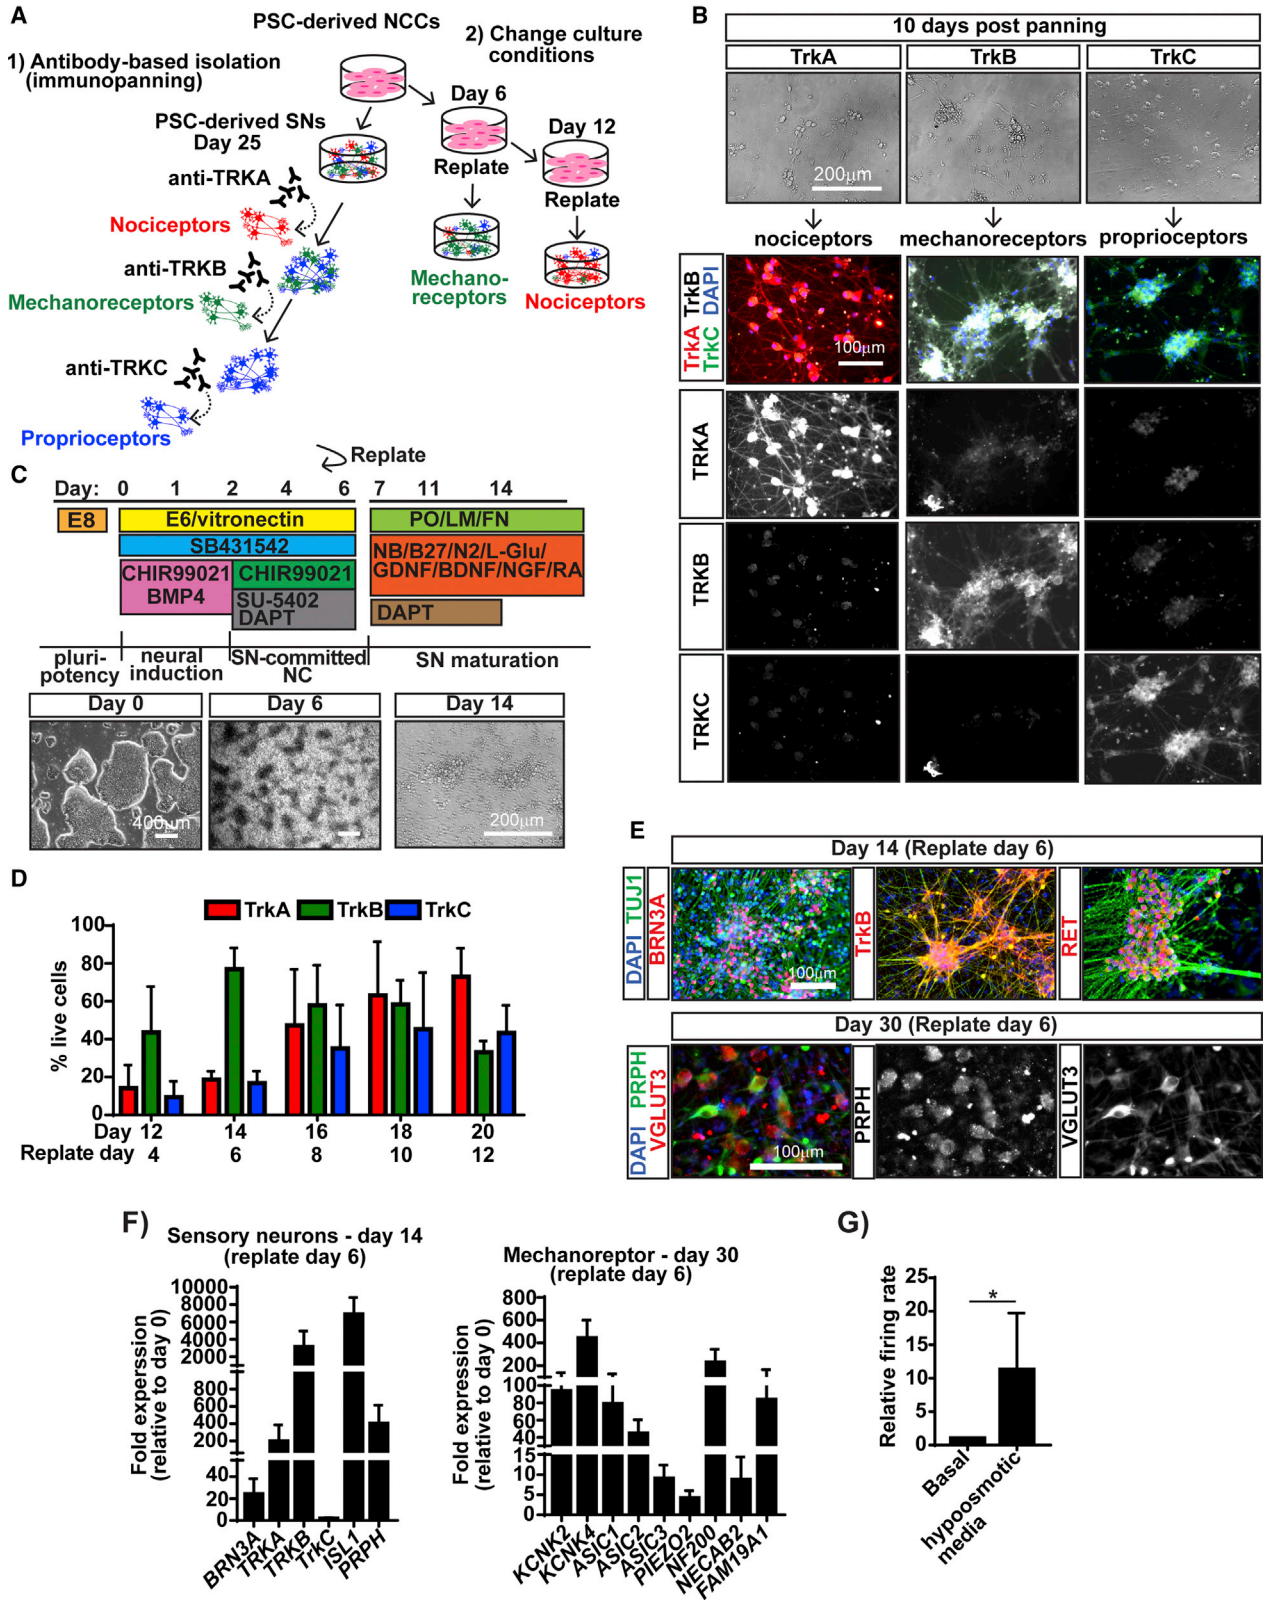 A
PSC-derived NCCs
1) Antibody-based isolation
(immunopanning)
2) Change culture
conditions
PSC-derived SNs
Day 25
Day 6
Replate
Day 12
Replate
anti-TRKA
Nociceptors
anti-TRKB
Mechanoreceptors
anti-TRKC
Proprioceptors
Mechano-
receptors
Nociceptors
B
10 days post panning
TrkA
TrkB
TrkC
200µm
nociceptors
mechanoreceptors
proprioceptors
TrkA TrkB
TrkC DAPI
100µm
TRKA
TRKB
TRKC
C
Replate
Day: 0 1 2 4 6 7 11 14
E8
E6/vitronectin
PO/LM/FN
SB431542
NB/B27/N2/L-Glu/
GDNF/BDNF/NGF/RA
CHIR99021
BMP4
CHIR99021
SU-5402
DAPT
DAPT
pluri-
potency
neural
induction
SN-committed
NC
SN maturation
Day 0
Day 6
Day 14
400µm
200µm
D
TrkA TrkB TrkC
% live cells
100
80
60
40
20
0
Day 12 14 16 18 20
Replate day 4 6 8 10 12
E
Day 14 (Replate day 6)
DAPI TUJ1
BRN3A
100µm
TrkB
RET
Day 30 (Replate day 6)
DAPI PRPH
VGLUT3
100µm
PRPH
VGLUT3
F)
Sensory neurons - day 14
(replate day 6)
Fold experssion
(relative to day 0)
10000
8000
6000
4000
2000
800
600
400
200
40
20
0
BRN3A
TRKA
TRKB
TrkC
ISL1
PRPH
Mechanoreptor - day 30
(replate day 6)
Fold expression
(relative to day 0)
800
600
400
200
100
80
60
40
15
10
5
0
KCNK2
KCNK4
ASIC1
ASIC2
ASIC3
PIEZO2
NF200
NECAB2
FAM19A1
G)
Relative firing rate
25
20
15
10
5
0
*
Basal
hypoosmotic
media